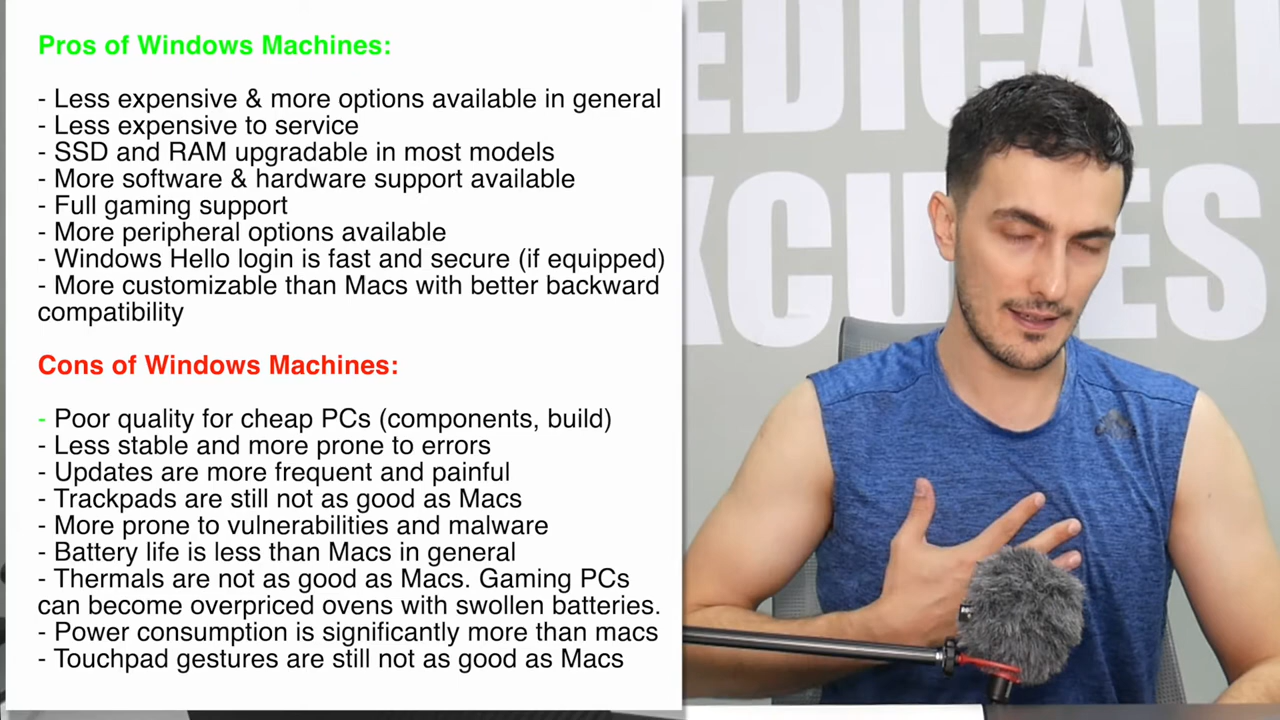 Pros of Windows Machines:
- Less expensive & more options available in general
- Less expensive to service
- SSD and RAM upgradable in most models
- More software & hardware support available
- Full gaming support
- More peripheral options available
- Windows Hello login is fast and secure (if equipped)
- More customizable than Macs with better backward
compatibility
Cons of Windows Machines:
- Poor quality for cheap PCs (components, build)
- Less stable and more prone to errors
- Updates are more frequent and painful
- Trackpads are still not as good as Macs
- More prone to vulnerabilities and malware
- Battery life is less than Macs in general
- Thermals are not as good as Macs. Gaming PCs
can become overpriced ovens with swollen batteries.
- Power consumption is significantly more than macs
- Touchpad gestures are still not as good as Macs